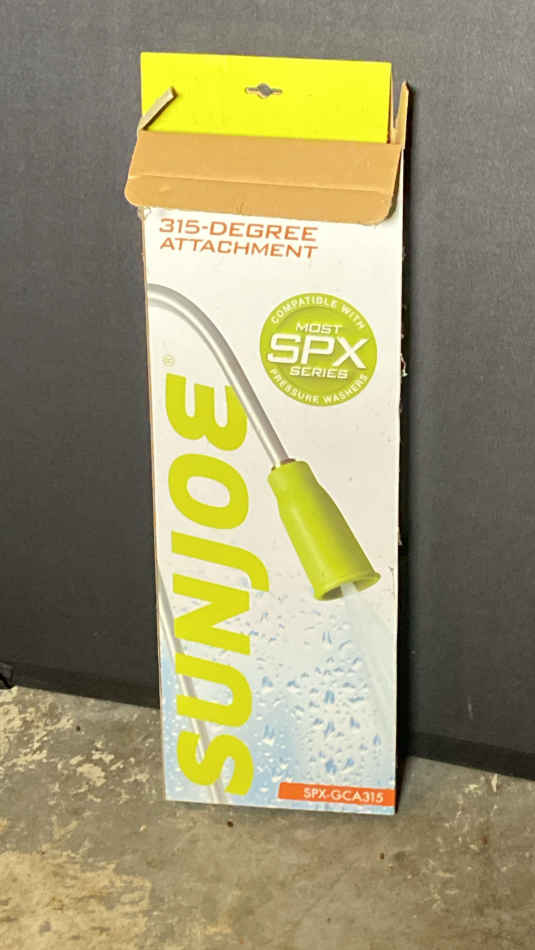 315-DEGREE
ATTACHMENT
COMPATIBLE WITH
MOST
SPX
SERIES
PRESSURE WASHERS
SUNJOE®
SPX-GCA315